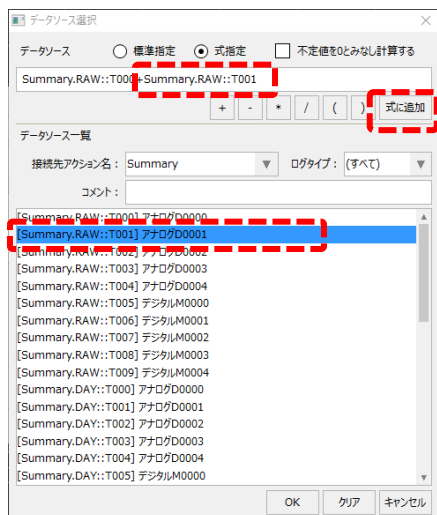 データソース選択
データソース 標準指定 式指定 不定値を0とみなし計算する
Summary.RAW::T000+Summary.RAW::T001
+ - * / ( ) 式に追加
データソース一覧
接続先アクション名： Summary ログタイプ： (すべて)
コメント：
[Summary.RAW::T000] アナログD0000
[Summary.RAW::T001] アナログD0001
[Summary.RAW::T002] アナログD0002
[Summary.RAW::T003] アナログD0003
[Summary.RAW::T004] アナログD0004
[Summary.RAW::T005] デジタルM0000
[Summary.RAW::T006] デジタルM0001
[Summary.RAW::T007] デジタルM0002
[Summary.RAW::T008] デジタルM0003
[Summary.RAW::T009] デジタルM0004
[Summary.DAY::T000] アナログD0000
[Summary.DAY::T001] アナログD0001
[Summary.DAY::T002] アナログD0002
[Summary.DAY::T003] アナログD0003
[Summary.DAY::T004] アナログD0004
[Summary.DAY::T005] デジタルM0000
OK クリア キャンセル